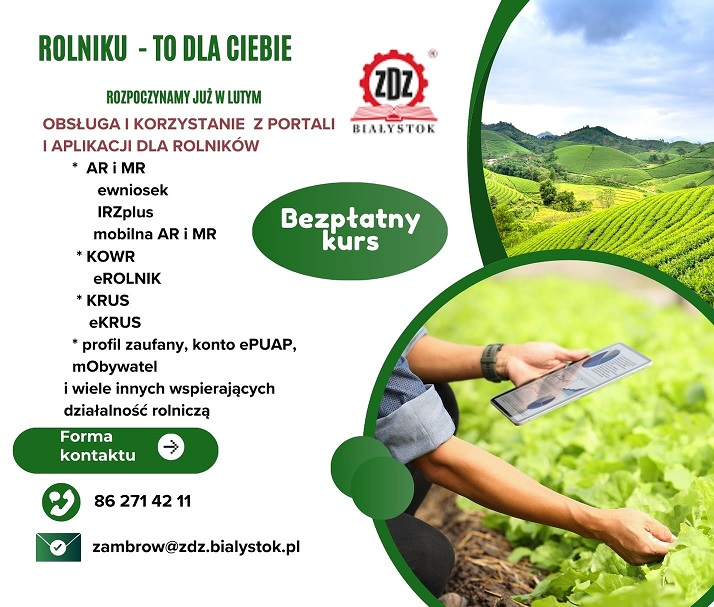 ROLNIKU - TO DLA CIEBIE
ROZPOCZYNAMY JUŻ W LUTYM
OBSŁUGA I KORZYSTANIE Z PORTALI
I APLIKACJI DLA ROLNIKÓW
* AR i MR
ewniosek
IRZplus
mobilna AR i MR
* KOWR
eROLNIK
* KRUS
eKRUS
* profil zaufany, konto ePUAP,
mObywatel
i wiele innych wspierających
działalność rolniczą
Forma
kontaktu
86 271 42 11
zambrow@zdz.bialystok.pl
ZDZ
®
BIAŁYSTOK
Bezpłatny
kurs